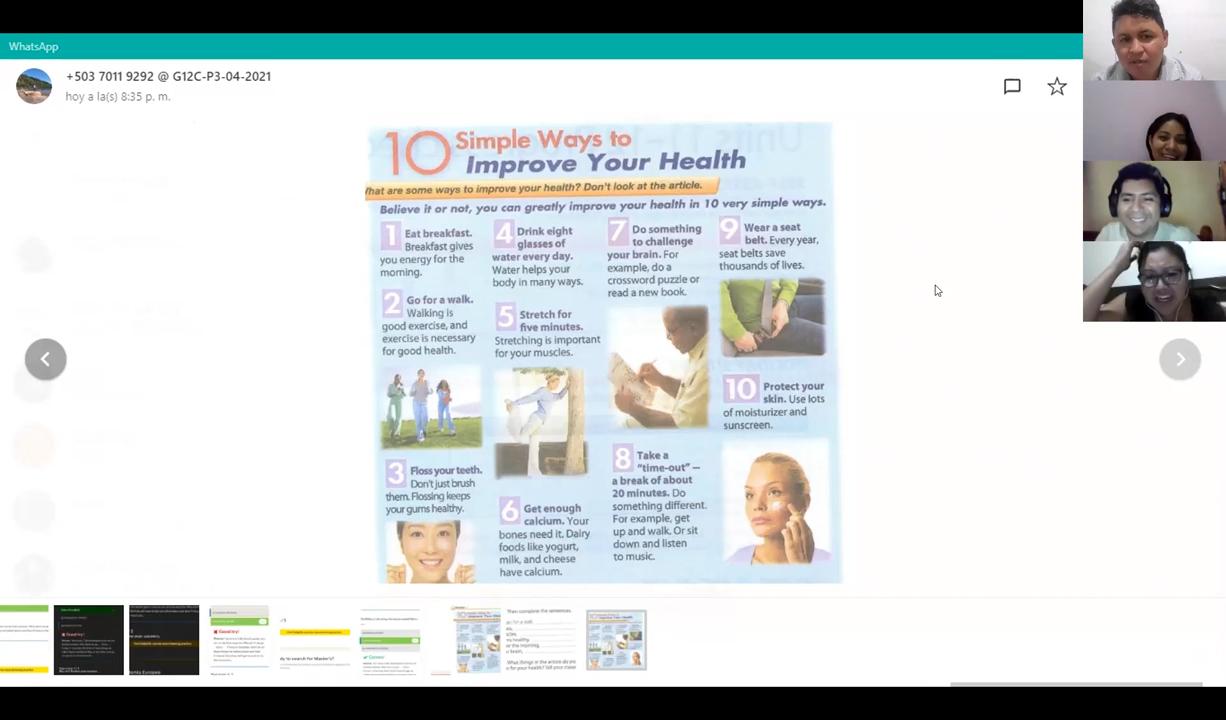 WhatsApp
+503 7011 9292 @ G12C-P3-04-2021
hoy a la(s) 8:35 p. m.
10 Simple Ways to
Improve Your Health
hat are some ways to improve your health? Don't look at the article.
Believe it or not, you can greatly improve your health in 10 very simple ways.
1 Eat breakfast.
Breakfast gives
you energy for the
morning.
2 Go for a walk.
Walking is
good exercise, and
exercise is necessary
for good health.
3 Floss your teeth.
Don't just brush
them. Flossing keeps
your gums healthy.
4 Drink eight
glasses of
water every day.
Water helps your
body in many ways.
5 Stretch for
five minutes.
Stretching is important
for your muscles.
6 Get enough
calcium. Your
bones need it. Dairy
foods like yogurt,
milk, and cheese
have calcium.
7 Do something
to challenge
your brain. For
example, do a
crossword puzzle or
read a new book.
8 Take a
"time-out" –
a break of about
20 minutes. Do
something different.
For example, get
up and walk. Or sit
down and listen
to music.
9 Wear a seat
belt. Every year,
seat belts save
thousands of lives.
10 Protect your
skin. Use lots
of moisturizer and
sunscreen.
Then complete the sentences.